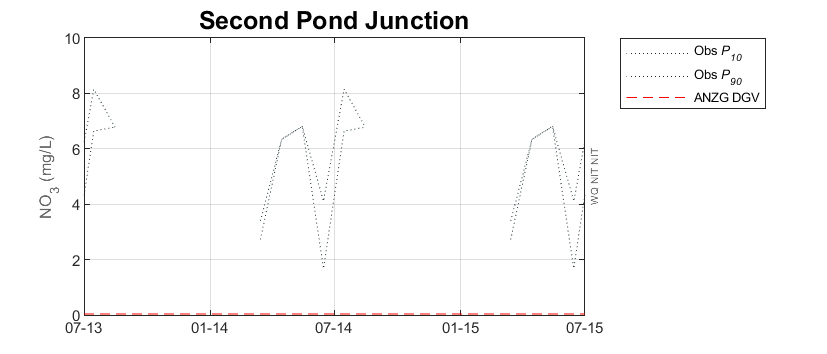 Second Pond Junction
10
8
6
4
2
0
NO3 (mg/L)
07-13
01-14
07-14
01-15
07-15
WQ NIT NIT
Obs P10
Obs P90
ANZG DGV